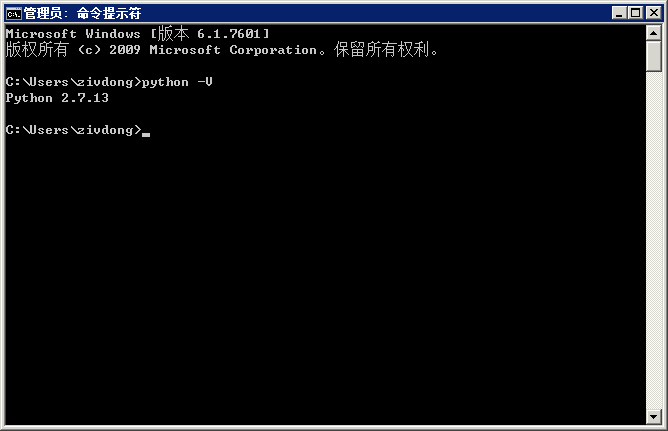 管理员: 命令提示符
Microsoft Windows [版本 6.1.7601]
版权所有 (c) 2009 Microsoft Corporation。保留所有权利。
C:\Users\zivdong>python -V
Python 2.7.13
C:\Users\zivdong>